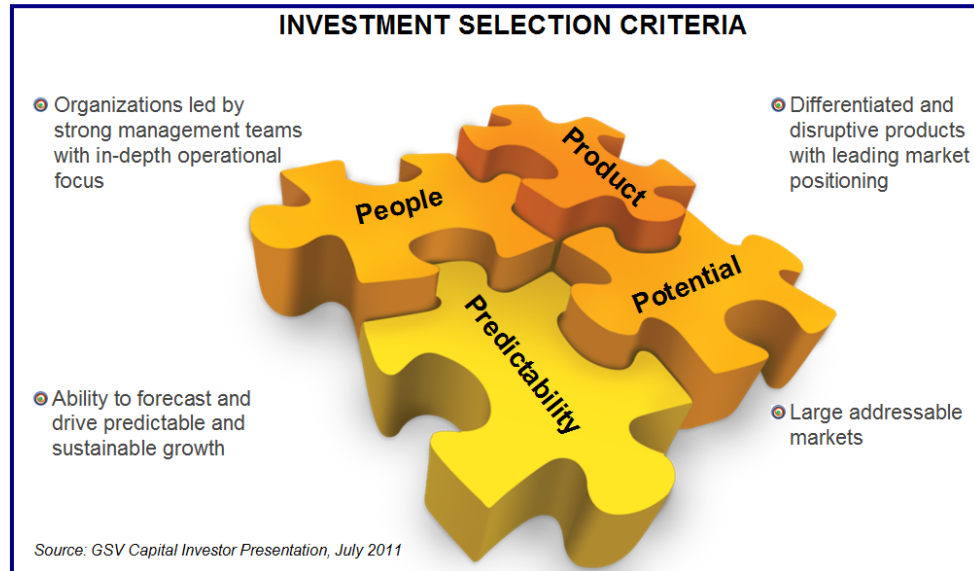 INVESTMENT SELECTION CRITERIA
Organizations led by
strong management teams
with in-depth operational
focus
Differentiated and
disruptive products
with leading market
positioning
Product
People
Potential
Predictability
Ability to forecast and
drive predictable and
sustainable growth
Large addressable
markets
Source: GSV Capital Investor Presentation, July 2011